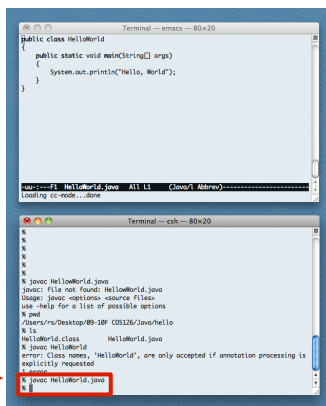 Terminal — emacs — 80×20
public class HelloWorld
{
    public static void main(String[] args)
    {
        System.out.println("Hello, World");
    }
}
-uu-:---F1  HelloWorld.java   All L1    (Java/l Abbrev)-----------------------
Loading cc-mode...done
Terminal — csh — 80×20
%
%
%
%
%
% javac HellowWorld.java
javac: file not found: HellowWorld.java
Usage: javac <options> <source files>
use -help for a list of possible options
% pwd
/Users/rs/Desktop/09-10F COS126/Java/hello
% ls
HelloWorld.class        HelloWorld.java
% javac HelloWorld
error: Class names, 'HelloWorld', are only accepted if annotation processing is
explicitly requested
1 error
% javac HelloWorld.java
%